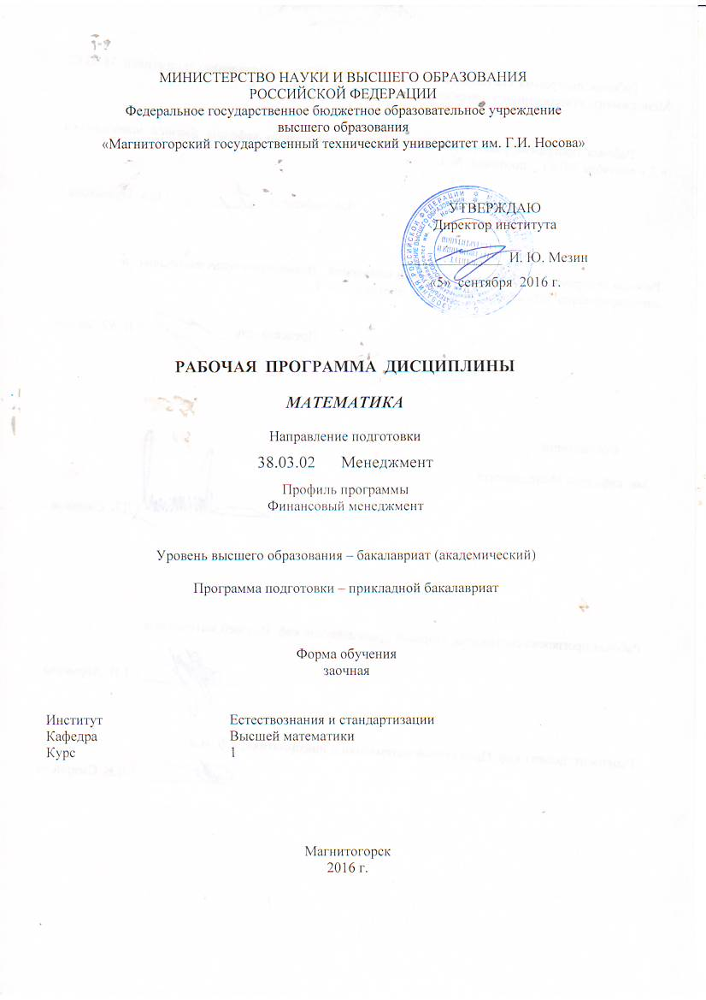 МИНИСТЕРСТВО НАУКИ И ВЫСШЕГО ОБРАЗОВАНИЯ
РОССИЙСКОЙ ФЕДЕРАЦИИ
Федеральное государственное бюджетное образовательное учреждение
высшего образования
«Магнитогорский государственный технический университет им. Г.И. Носова»
УТВЕРЖДАЮ
Директор института
И. Ю. Мезин
«5» сентября 2016 г.
РАБОЧАЯ ПРОГРАММА ДИСЦИПЛИНЫ
МАТЕМАТИКА
Направление подготовки
38.03.02 Менеджмент
Профиль программы
Финансовый менеджмент
Уровень высшего образования – бакалавриат (академический)
Программа подготовки – прикладной бакалавриат
Форма обучения
заочная
Институт Естествознания и стандартизации
Кафедра Высшей математики
Курс 1
Магнитогорск
2016 г.